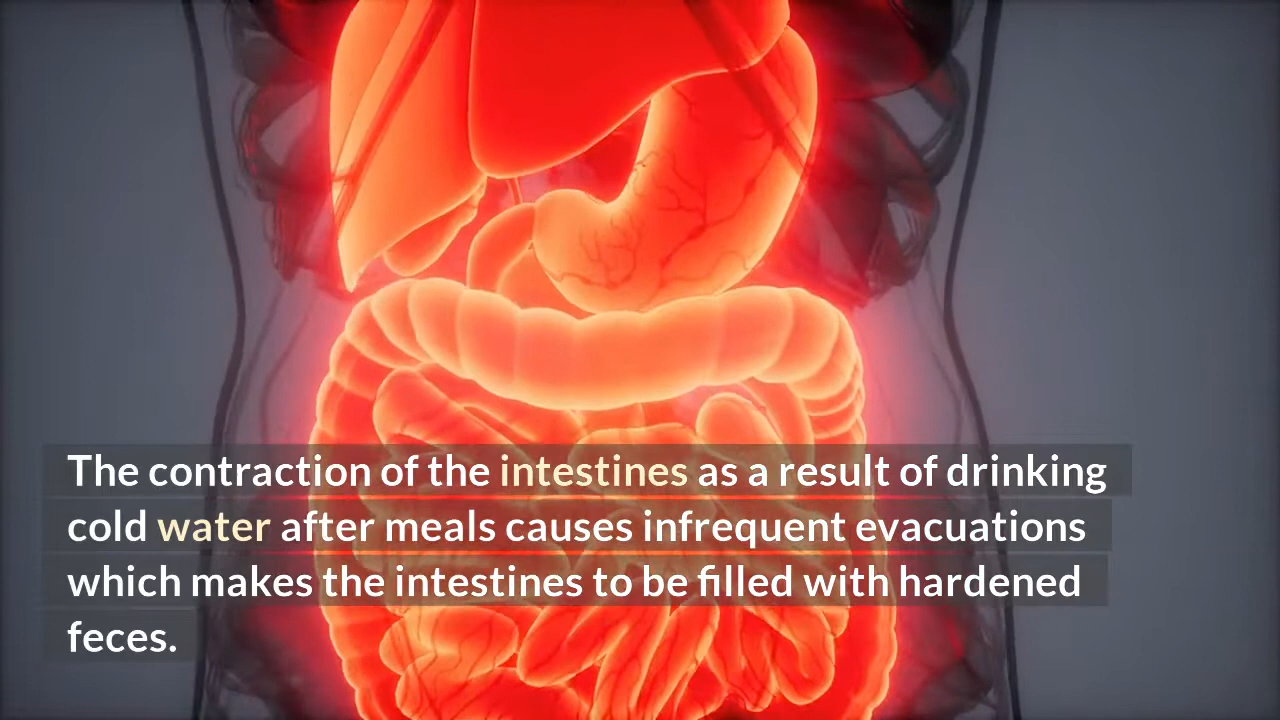 The contraction of the intestines as a result of drinking
cold water after meals causes infrequent evacuations
which makes the intestines to be filled with hardened
feces.